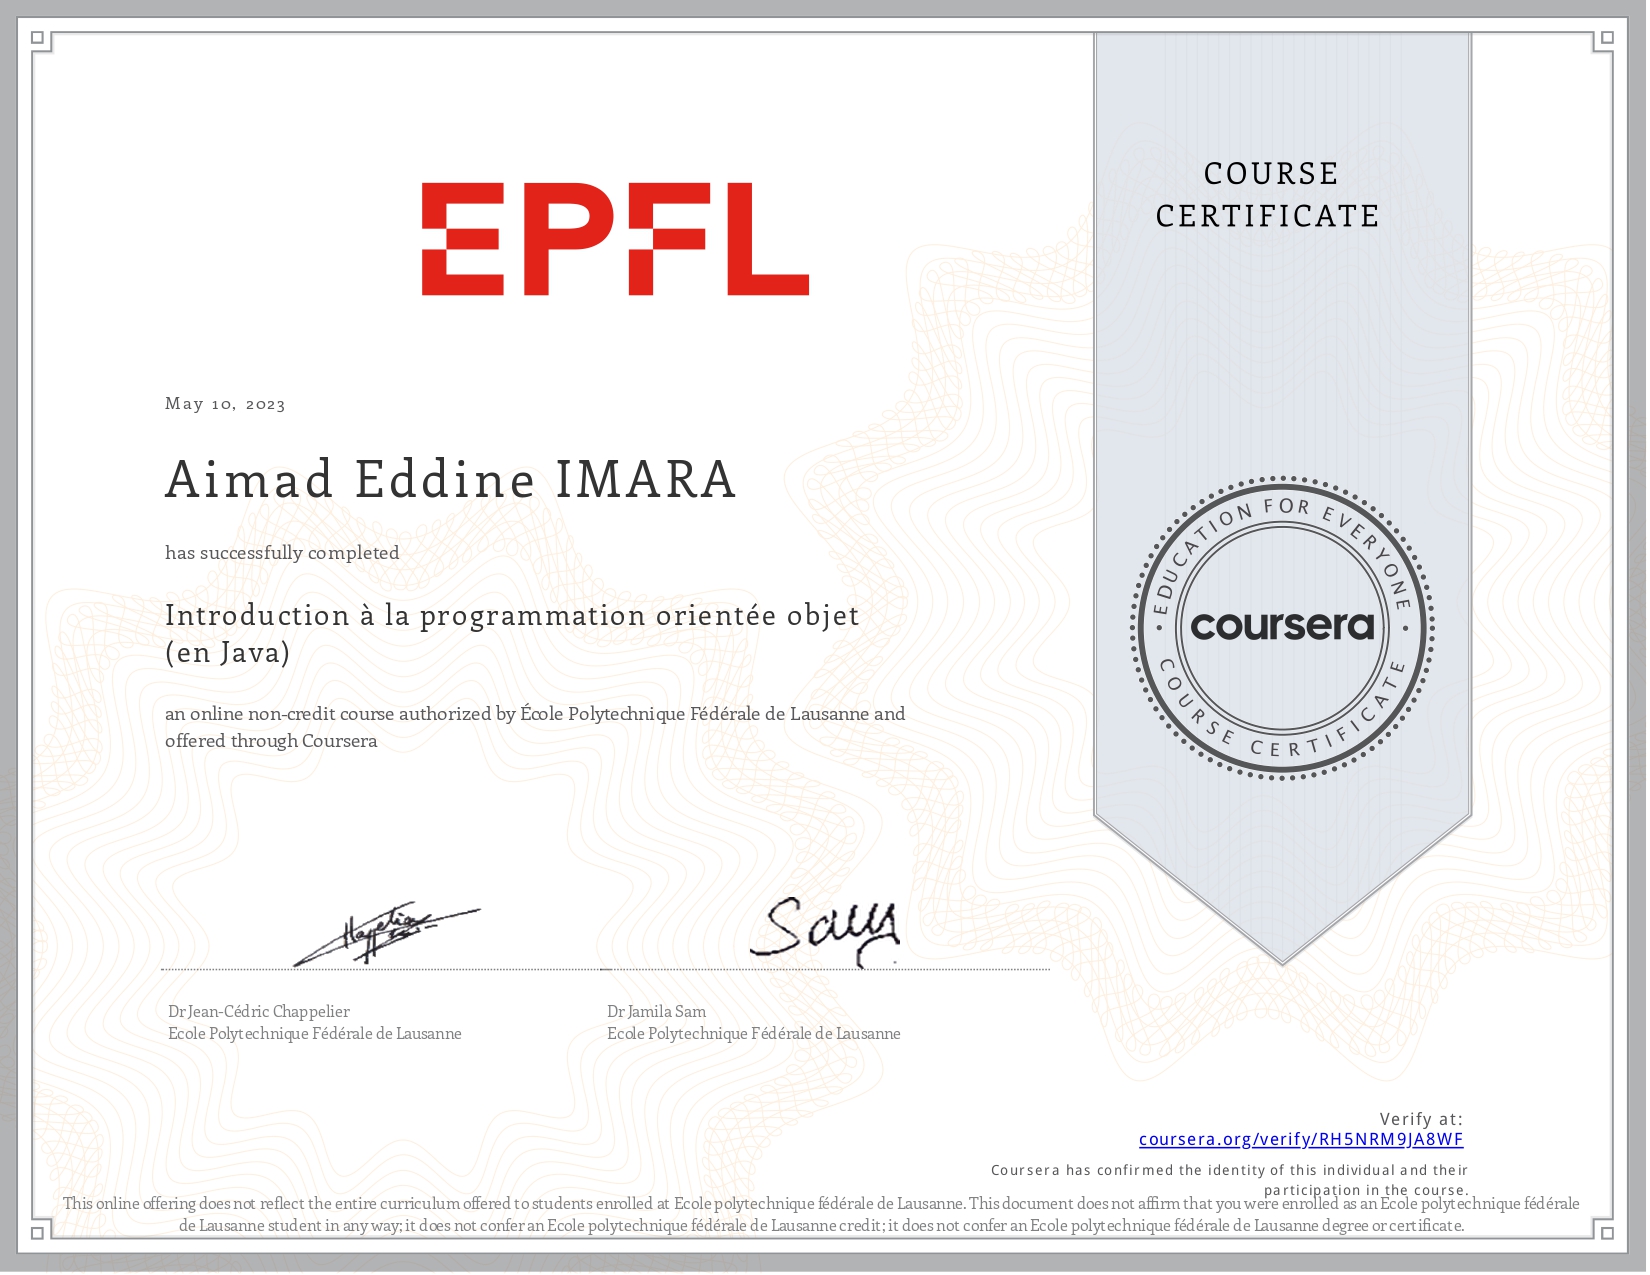 EPFL
COURSE
CERTIFICATE
May 10, 2023
Aimad Eddine IMARA
has successfully completed
Introduction à la programmation orientée objet
(en Java)
an online non-credit course authorized by École Polytechnique Fédérale de Lausanne and
offered through Coursera
EDUCATION FOR EVERYONE
coursera
COURSE CERTIFICATE
Dr Jean-Cédric Chappelier
Ecole Polytechnique Fédérale de Lausanne
Dr Jamila Sam
Ecole Polytechnique Fédérale de Lausanne
Verify at:
coursera.org/verify/RH5NRM9JA8WF
Coursera has confirmed the identity of this individual and their
participation in the course.
This online offering does not reflect the entire curriculum offered to students enrolled at Ecole polytechnique fédérale de Lausanne. This document does not affirm that you were enrolled as an Ecole polytechnique fédérale
de Lausanne student in any way; it does not confer an Ecole polytechnique fédérale de Lausanne credit; it does not confer an Ecole polytechnique fédérale de Lausanne degree or certificate.